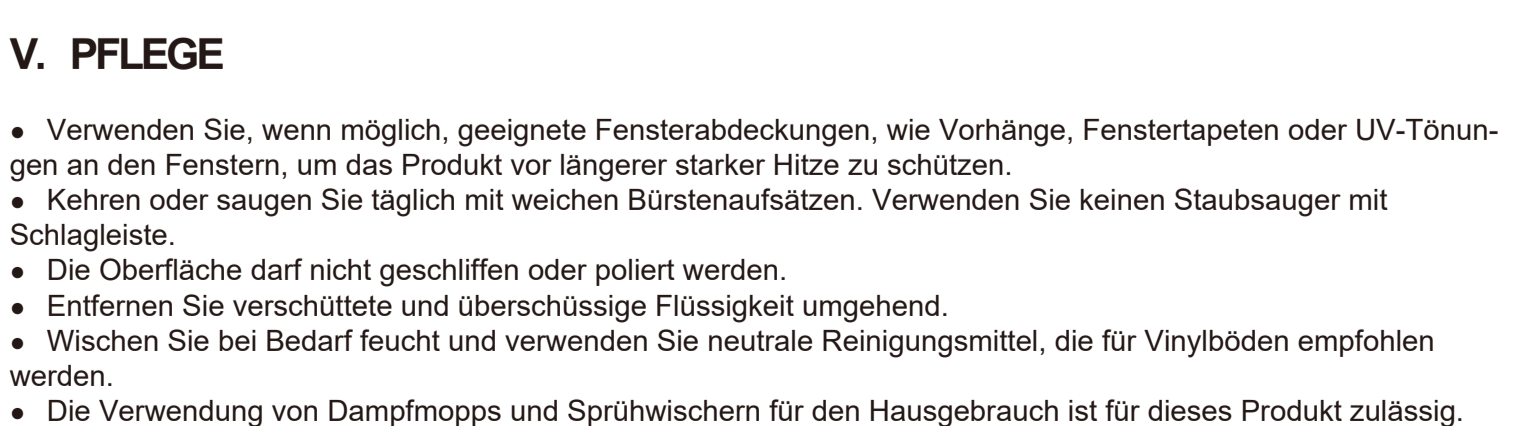 V. PFLEGE
● Verwenden Sie, wenn möglich, geeignete Fensterabdeckungen, wie Vorhänge, Fenstertapeten oder UV-Tönun-
gen an den Fenstern, um das Produkt vor längerer starker Hitze zu schützen.
● Kehren oder saugen Sie täglich mit weichen Bürstenaufsätzen. Verwenden Sie keinen Staubsauger mit
Schlagleiste.
● Die Oberfläche darf nicht geschliffen oder poliert werden.
● Entfernen Sie verschüttete und überschüssige Flüssigkeit umgehend.
● Wischen Sie bei Bedarf feucht und verwenden Sie neutrale Reinigungsmittel, die für Vinylböden empfohlen
werden.
● Die Verwendung von Dampfmopps und Sprühwischern für den Hausgebrauch ist für dieses Produkt zulässig.